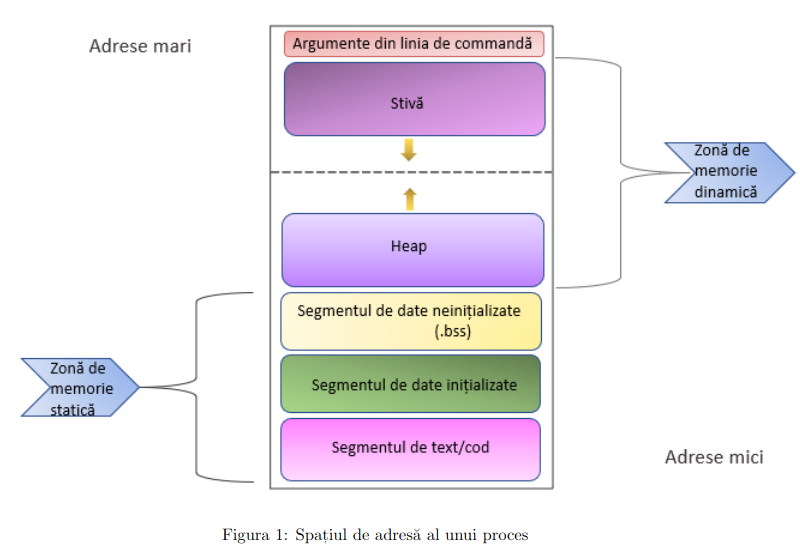 Adrese mari
Argumente din linia de comandă
Stivă
Zonă de
memorie
dinamică
Heap
Segmentul de date neinițializate
(.bss)
Zonă de
memorie
statică
Segmentul de date inițializate
Segmentul de text/cod
Adrese mici
Figura 1: Spațiul de adresă al unui proces